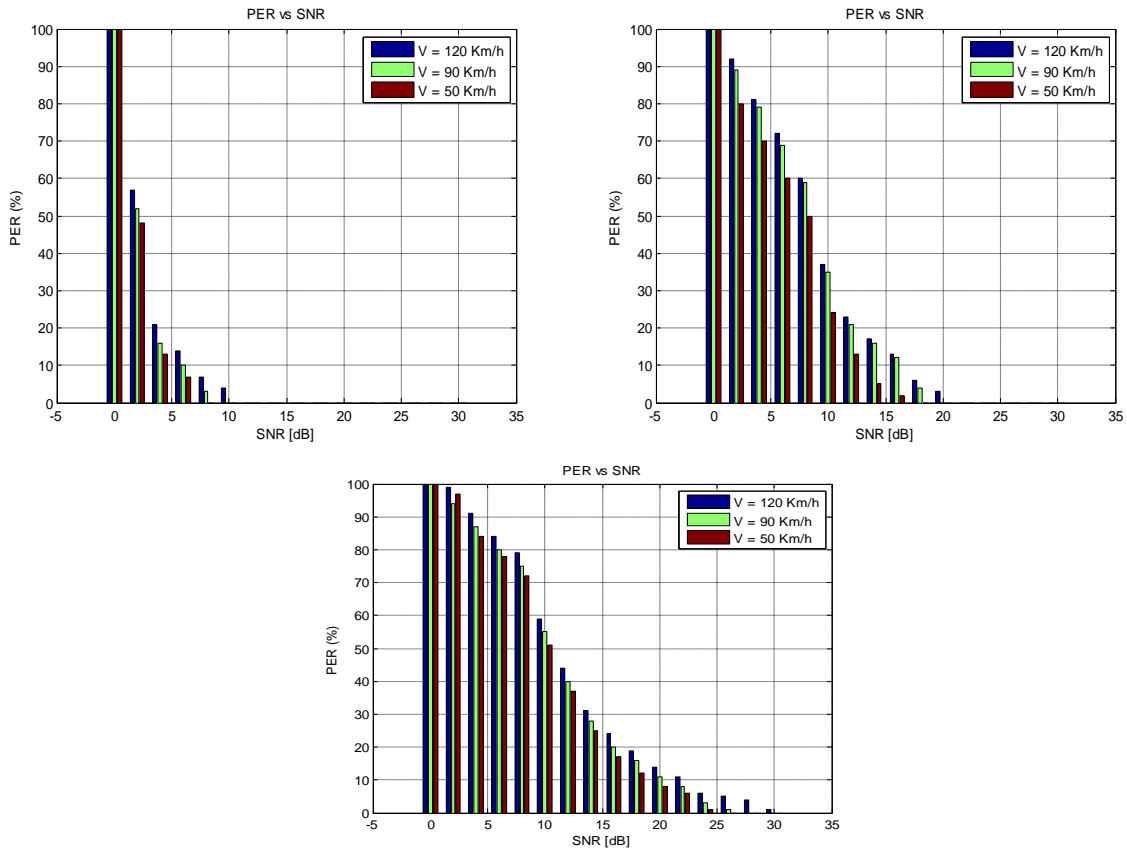 PER vs SNR
100
90
80
70
60
50
40
30
20
10
0
PER (%)
-5 0 5 10 15 20 25 30 35
SNR [dB]
V = 120 Km/h
V = 90 Km/h
V = 50 Km/h
PER vs SNR
100
90
80
70
60
50
40
30
20
10
0
PER (%)
-5 0 5 10 15 20 25 30 35
SNR [dB]
V = 120 Km/h
V = 90 Km/h
V = 50 Km/h
PER vs SNR
100
90
80
70
60
50
40
30
20
10
0
PER (%)
-5 0 5 10 15 20 25 30 35
SNR [dB]
V = 120 Km/h
V = 90 Km/h
V = 50 Km/h